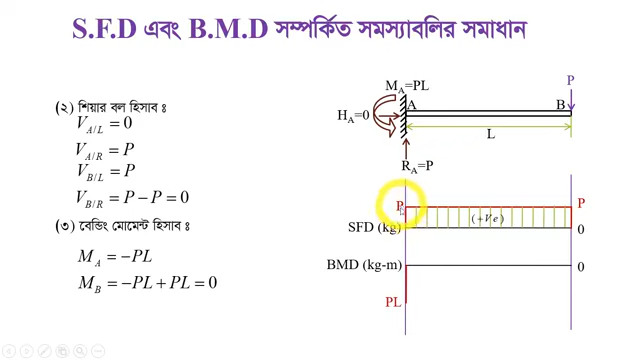 S.F.D এবং B.M.D সম্পর্কিত সমস্যাবলির সমাধান
(২) শিয়ার বল হিসাব ঃ
V_{A/L} = 0
V_{A/R} = P
V_{B/L} = P
V_{B/R} = P − P = 0
(৩) বেন্ডিং মোমেন্ট হিসাব ঃ
M_A = −PL
M_B = −PL + PL = 0
M_A=PL
P
A
B
H_A=0
L
R_A=P
P
P
(+Ve)
SFD (kg)
0
BMD (kg-m)
0
PL